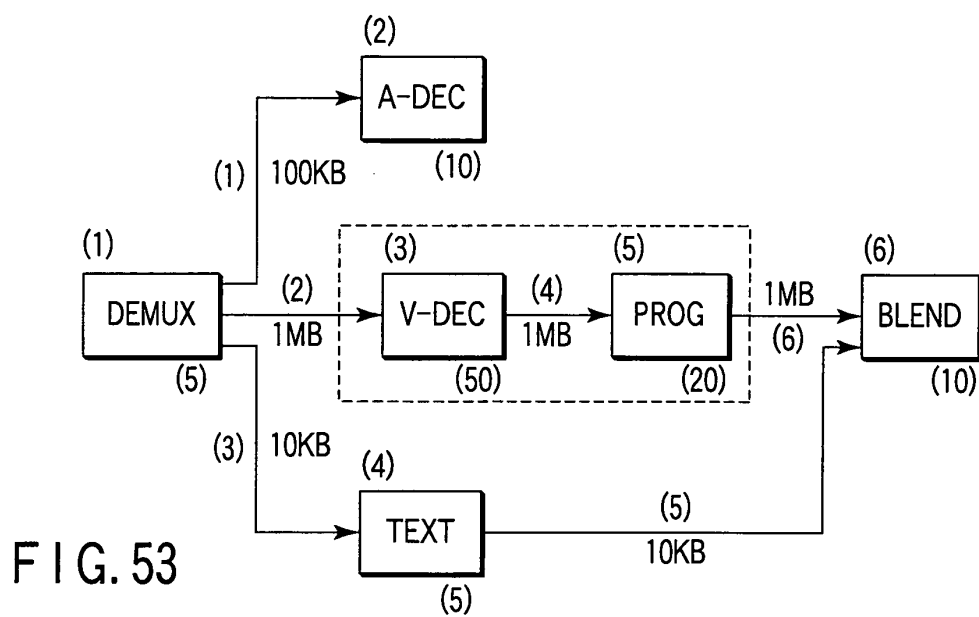 (2)
A-DEC
(10)
(1) 100KB
(1)
DEMUX
(5)
(2)
1MB
(3)
V-DEC
(50)
(4)
1MB
(5)
PROG
(20)
1MB
(6)
(6)
BLEND
(10)
(3) 10KB
(4)
TEXT
(5)
(5)
10KB
FIG. 53